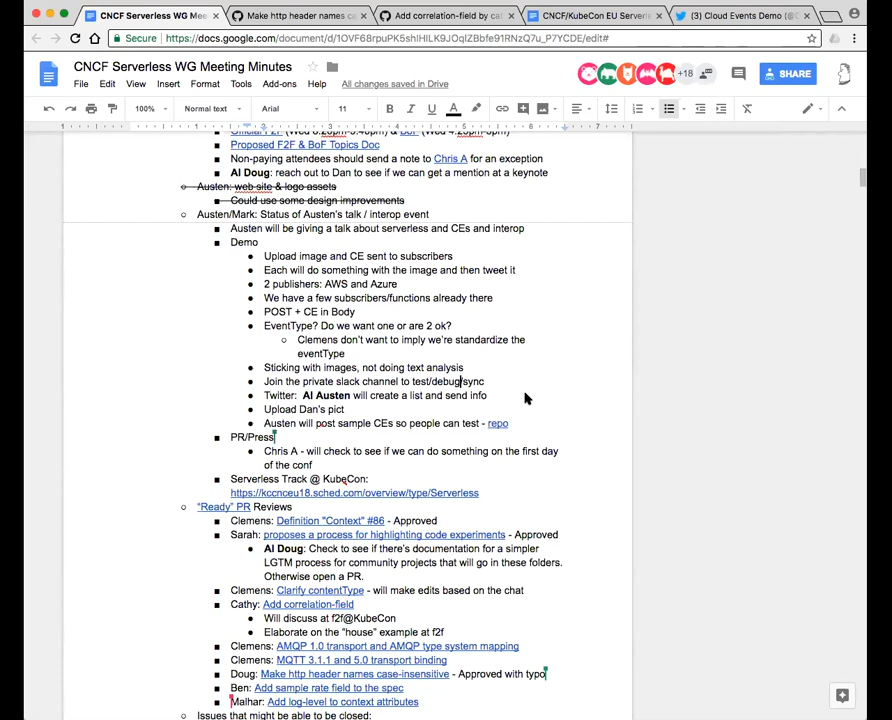 CNCF Serverless WG Mee
Make http header names ca
Add correlation-field by cat
CNCF/KubeCon EU Serverle
(3) Cloud Events Demo (@C
Secure
https://docs.google.com/document/d/1OVF68rpuPK5shlHILK9JOqIZBbfe91RNzQ7u_P7YCDE/edit#
CNCF Serverless WG Meeting Minutes
File Edit View Insert Format Tools Add-ons Help All changes saved in Drive
+18
SHARE
100% Normal text Arial 11
1 1 2 3 4 5 6 7
Official F2F (Wed
Proposed F2F & BoF Topics Doc
Non-paying attendees should send a note to Chris A for an exception
AI Doug: reach out to Dan to see if we can get a mention at a keynote
Austen: web site & logo assets
Could use some design improvements
Austen/Mark: Status of Austen's talk / interop event
Austen will be giving a talk about serverless and CEs and interop
Demo
Upload image and CE sent to subscribers
Each will do something with the image and then tweet it
2 publishers: AWS and Azure
We have a few subscribers/functions already there
POST + CE in Body
EventType? Do we want one or are 2 ok?
Clemens don't want to imply we're standardize the
eventType
Sticking with images, not doing text analysis
Join the private slack channel to test/debug/sync
Twitter: AI Austen will create a list and send info
Upload Dan's pict
Austen will post sample CEs so people can test - repo
PR/Press
Chris A - will check to see if we can do something on the first day
of the conf
Serverless Track @ KubeCon:
https://kccnceu18.sched.com/overview/type/Serverless
"Ready" PR Reviews
Clemens: Definition "Context" #86 - Approved
Sarah: proposes a process for highlighting code experiments - Approved
AI Doug: Check to see if there's documentation for a simpler
LGTM process for community projects that will go in these folders.
Otherwise open a PR.
Clemens: Clarify contentType - will make edits based on the chat
Cathy: Add correlation-field
Will discuss at f2f@KubeCon
Elaborate on the "house" example at f2f
Clemens: AMQP 1.0 transport and AMQP type system mapping
Clemens: MQTT 3.1.1 and 5.0 transport binding
Doug: Make http header names case-insensitive - Approved with typo
Ben: Add sample rate field to the spec
Malhar: Add log-level to context attributes
Issues that might be able to be closed: